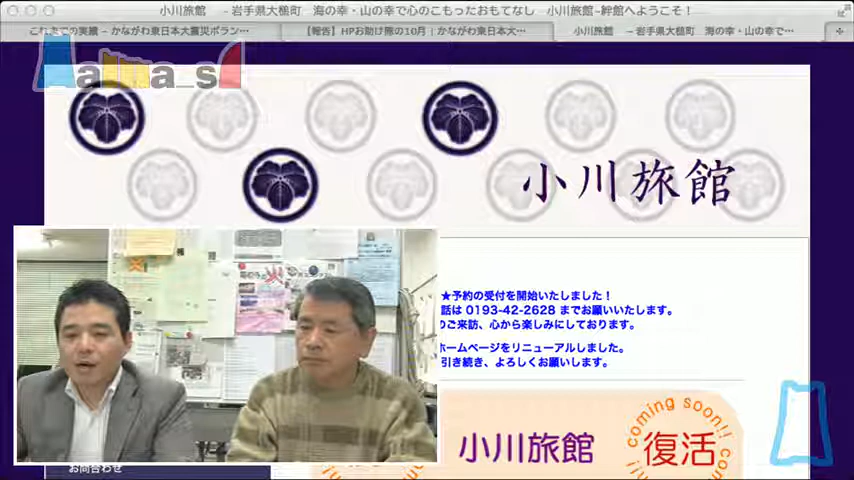 小川旅館　－岩手県大槌町　海の幸・山の幸で心のこもったおもてなし　小川旅館-絆館へようこそ！
これまでの実績 – かながわ東日本大震災ボラン…
【報告】HPお助け隊の10月 | かながわ東日本大…
小川旅館　－岩手県大槌町　海の幸・山の幸で…
小川旅館
★予約の受付を開始いたしました！
話は 0193-42-2628 までお願いいたします。
のご来訪、心から楽しみにしております。
ホームページをリニューアルしました。
引き続き、よろしくお願いします。
小川旅館
coming soon!!
復活
お問合わせ